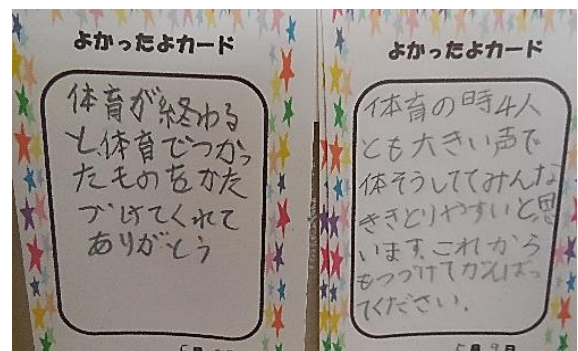 よかったよカード
体育が終わる
と体育でつかっ
たものをかた
づけてくれて
ありがとう
よかったよカード
体育の時4人
とも大きい声で
体そうしててみんな
ききとりやすいと思
います。これから
もつづけてがんばっ
てください.
5月9日